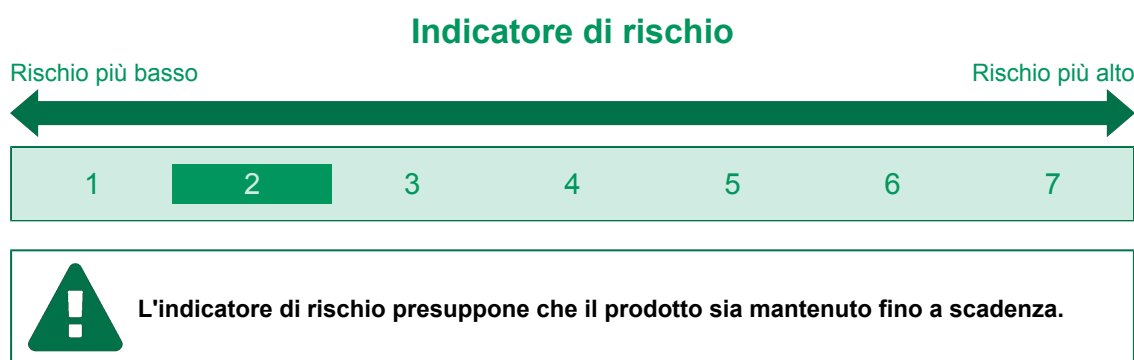 Indicatore di rischio
Rischio più basso Rischio più alto
1 2 3 4 5 6 7
L'indicatore di rischio presuppone che il prodotto sia mantenuto fino a scadenza.